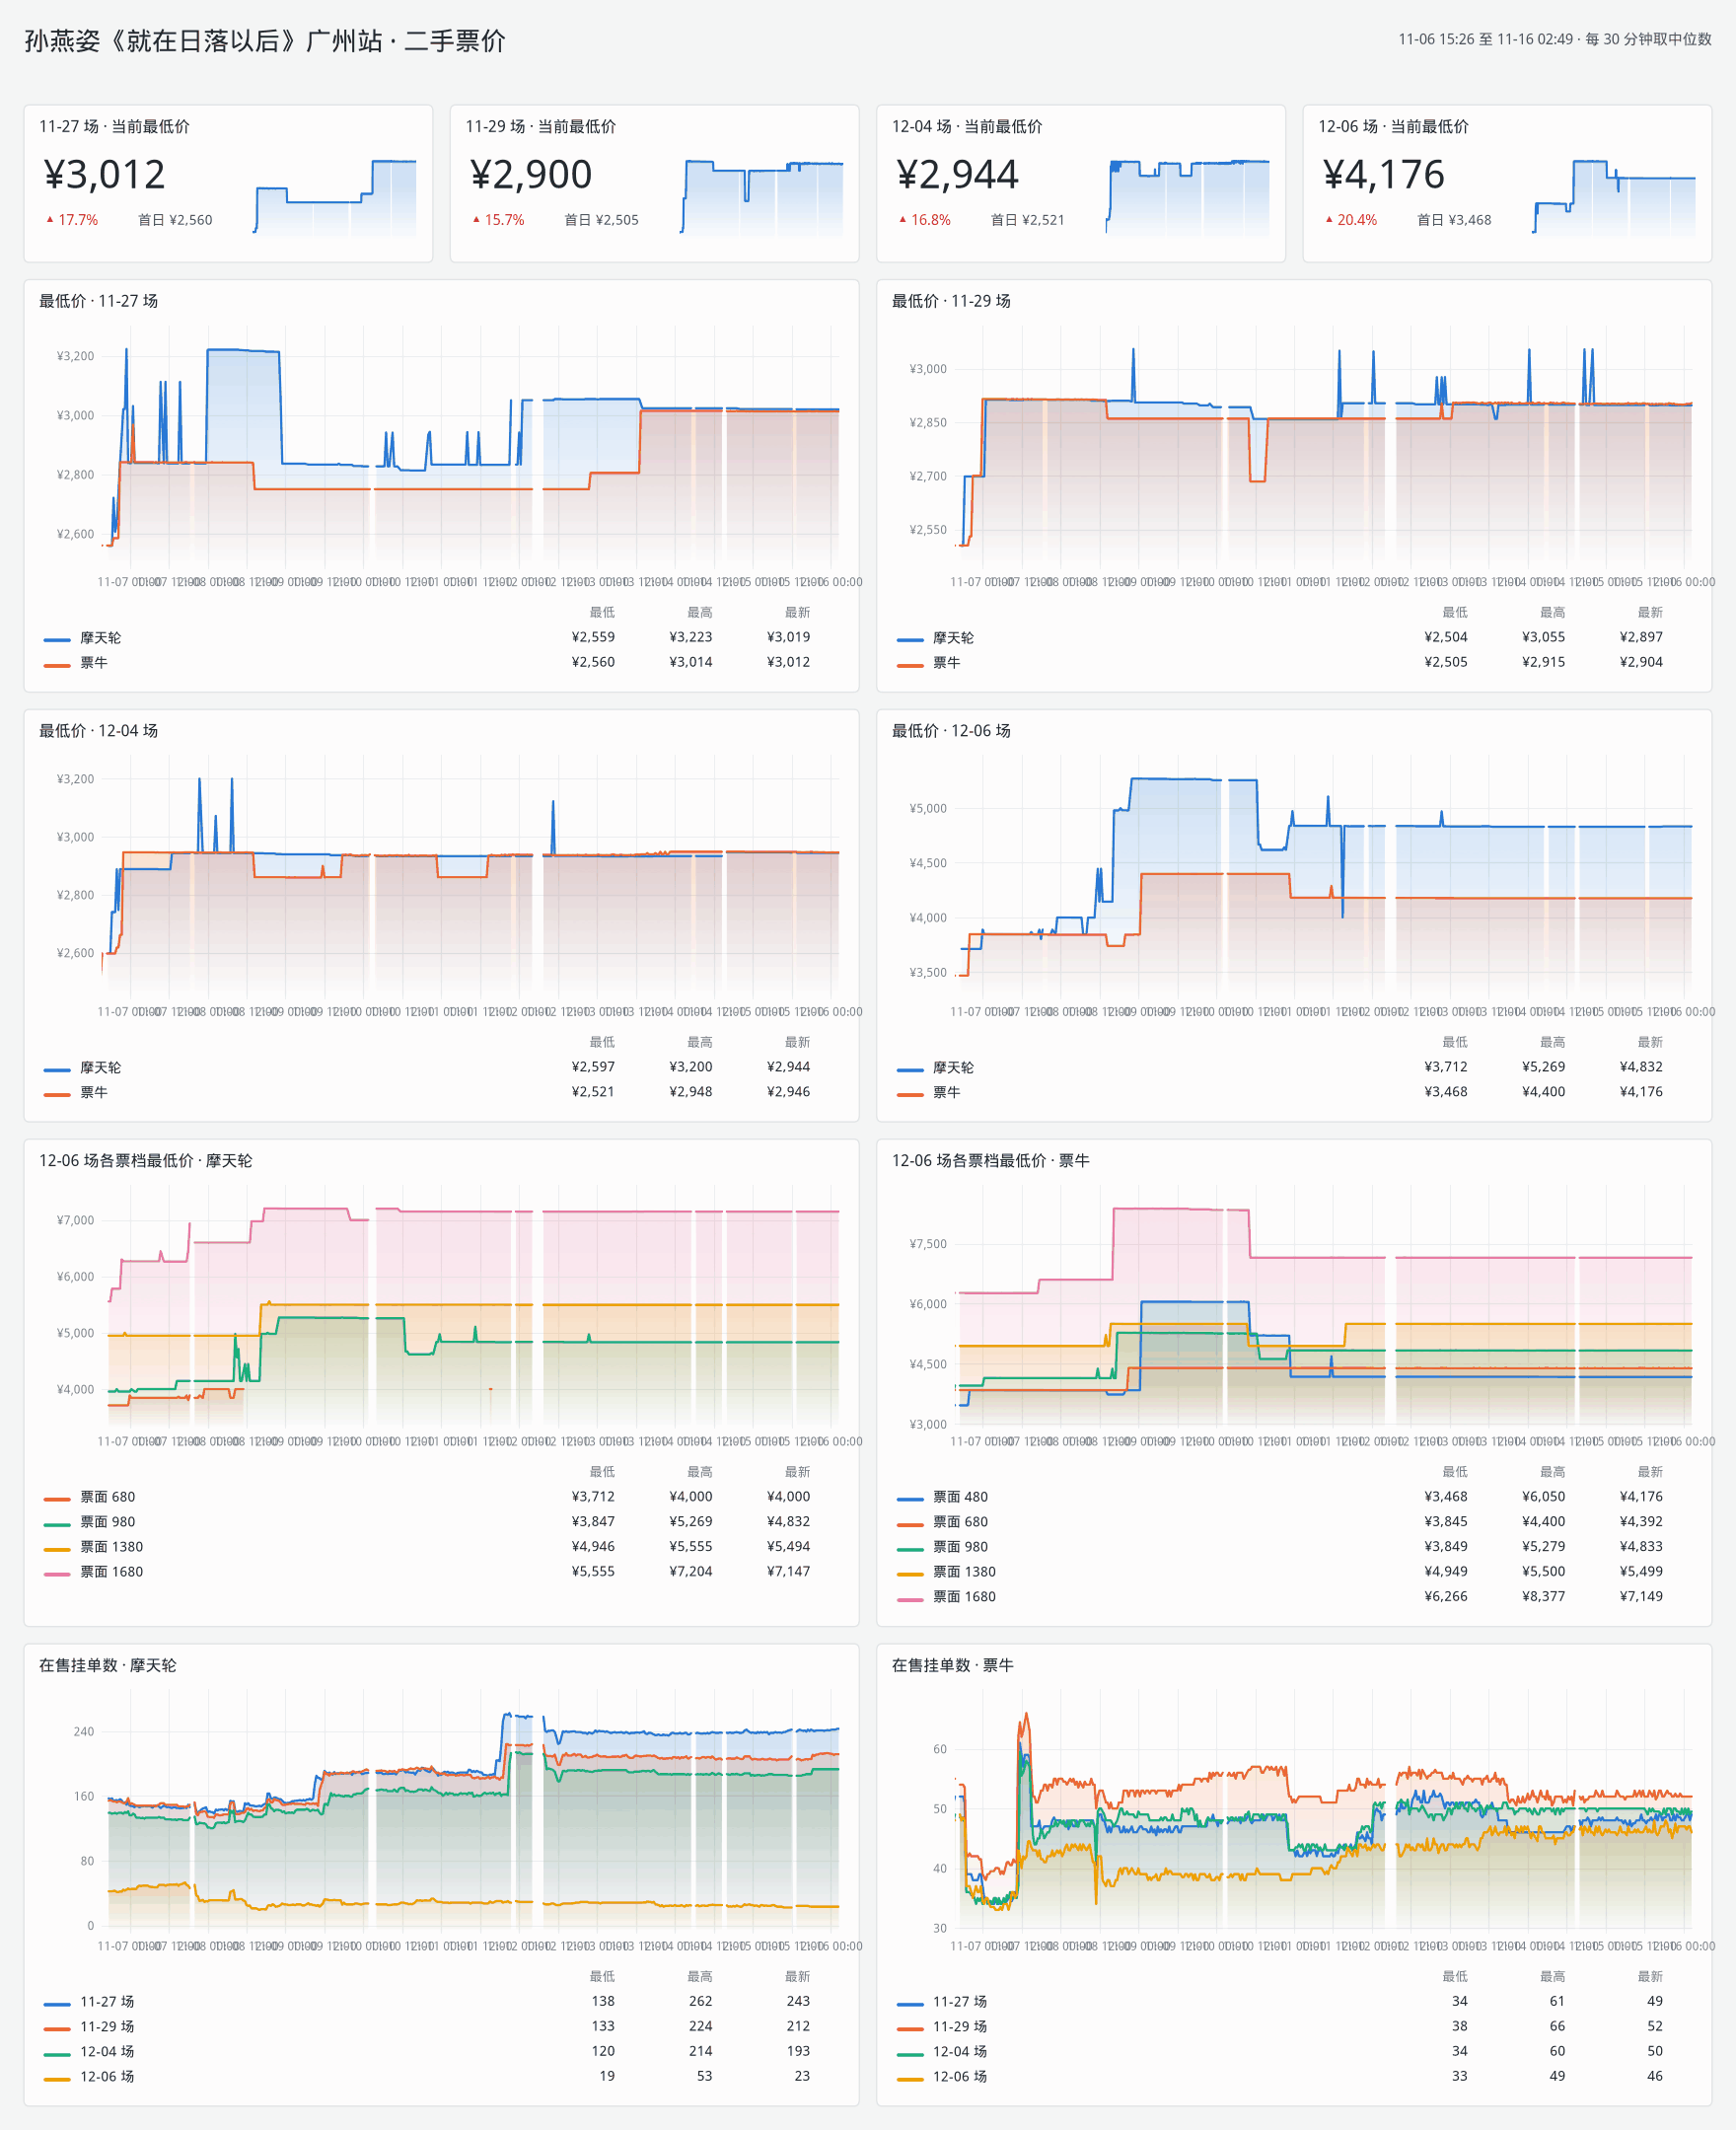 孙燕姿《就在日落以后》广州站 · 二手票价
11-06 15:26 至 11-16 02:49 · 每 30 分钟取中位数
11-27 场 · 当前最低价
¥3,012
▲ 17.7% 首日 ¥2,560
11-29 场 · 当前最低价
¥2,900
▲ 15.7% 首日 ¥2,505
12-04 场 · 当前最低价
¥2,944
▲ 16.8% 首日 ¥2,521
12-06 场 · 当前最低价
¥4,176
▲ 20.4% 首日 ¥3,468
最低价 · 11-27 场
¥3,200
¥3,000
¥2,800
¥2,600
最低 最高 最新
摩天轮 ¥2,559 ¥3,223 ¥3,019
票牛 ¥2,560 ¥3,014 ¥3,012
最低价 · 11-29 场
¥3,000
¥2,850
¥2,700
¥2,550
最低 最高 最新
摩天轮 ¥2,504 ¥3,055 ¥2,897
票牛 ¥2,505 ¥2,915 ¥2,904
最低价 · 12-04 场
¥3,200
¥3,000
¥2,800
¥2,600
最低 最高 最新
摩天轮 ¥2,597 ¥3,200 ¥2,944
票牛 ¥2,521 ¥2,948 ¥2,946
最低价 · 12-06 场
¥5,000
¥4,500
¥4,000
¥3,500
最低 最高 最新
摩天轮 ¥3,712 ¥5,269 ¥4,832
票牛 ¥3,468 ¥4,400 ¥4,176
12-06 场各票档最低价 · 摩天轮
¥7,000
¥6,000
¥5,000
¥4,000
最低 最高 最新
票面 680 ¥3,712 ¥4,000 ¥4,000
票面 980 ¥3,847 ¥5,269 ¥4,832
票面 1380 ¥4,946 ¥5,555 ¥5,494
票面 1680 ¥5,555 ¥7,204 ¥7,147
12-06 场各票档最低价 · 票牛
¥7,500
¥6,000
¥4,500
¥3,000
最低 最高 最新
票面 480 ¥3,468 ¥6,050 ¥4,176
票面 680 ¥3,845 ¥4,400 ¥4,392
票面 980 ¥3,849 ¥5,279 ¥4,833
票面 1380 ¥4,949 ¥5,500 ¥5,499
票面 1680 ¥6,266 ¥8,377 ¥7,149
在售挂单数 · 摩天轮
240
160
80
0
最低 最高 最新
11-27 场 138 262 243
11-29 场 133 224 212
12-04 场 120 214 193
12-06 场 19 53 23
在售挂单数 · 票牛
60
50
40
30
最低 最高 最新
11-27 场 34 61 49
11-29 场 38 66 52
12-04 场 34 60 50
12-06 场 33 49 46